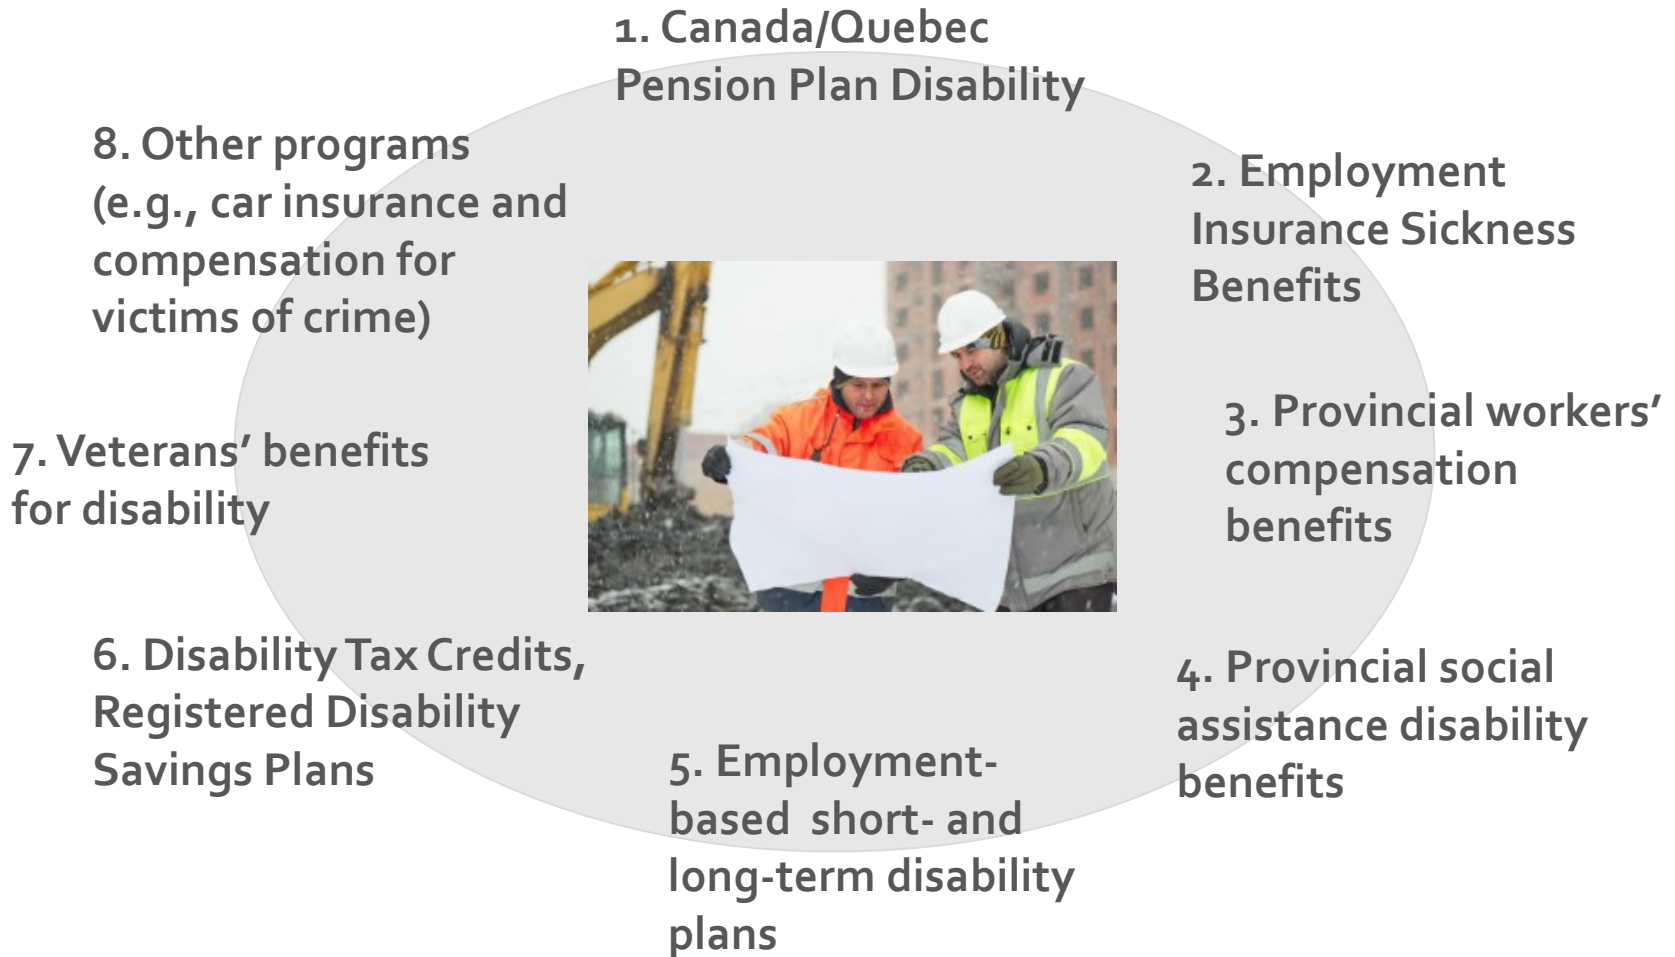 1. Canada/Quebec
Pension Plan Disability
2. Employment
Insurance Sickness
Benefits
3. Provincial workers’
compensation
benefits
4. Provincial social
assistance disability
benefits
5. Employment-
based  short- and
long-term disability
plans
6. Disability Tax Credits,
Registered Disability
Savings Plans
7. Veterans’ benefits
for disability
8. Other programs
(e.g., car insurance and
compensation for
victims of crime)